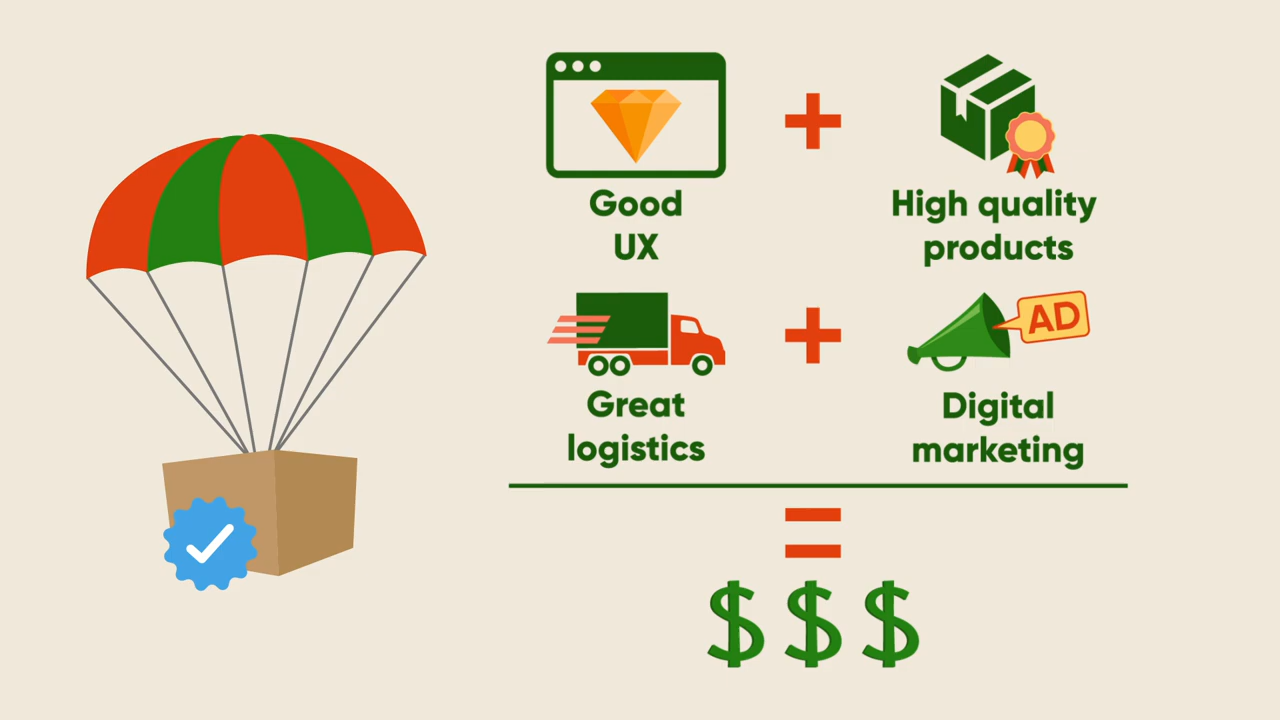 Good
UX
+
High quality
products
Great
logistics
+
AD
Digital
marketing
=
$$$